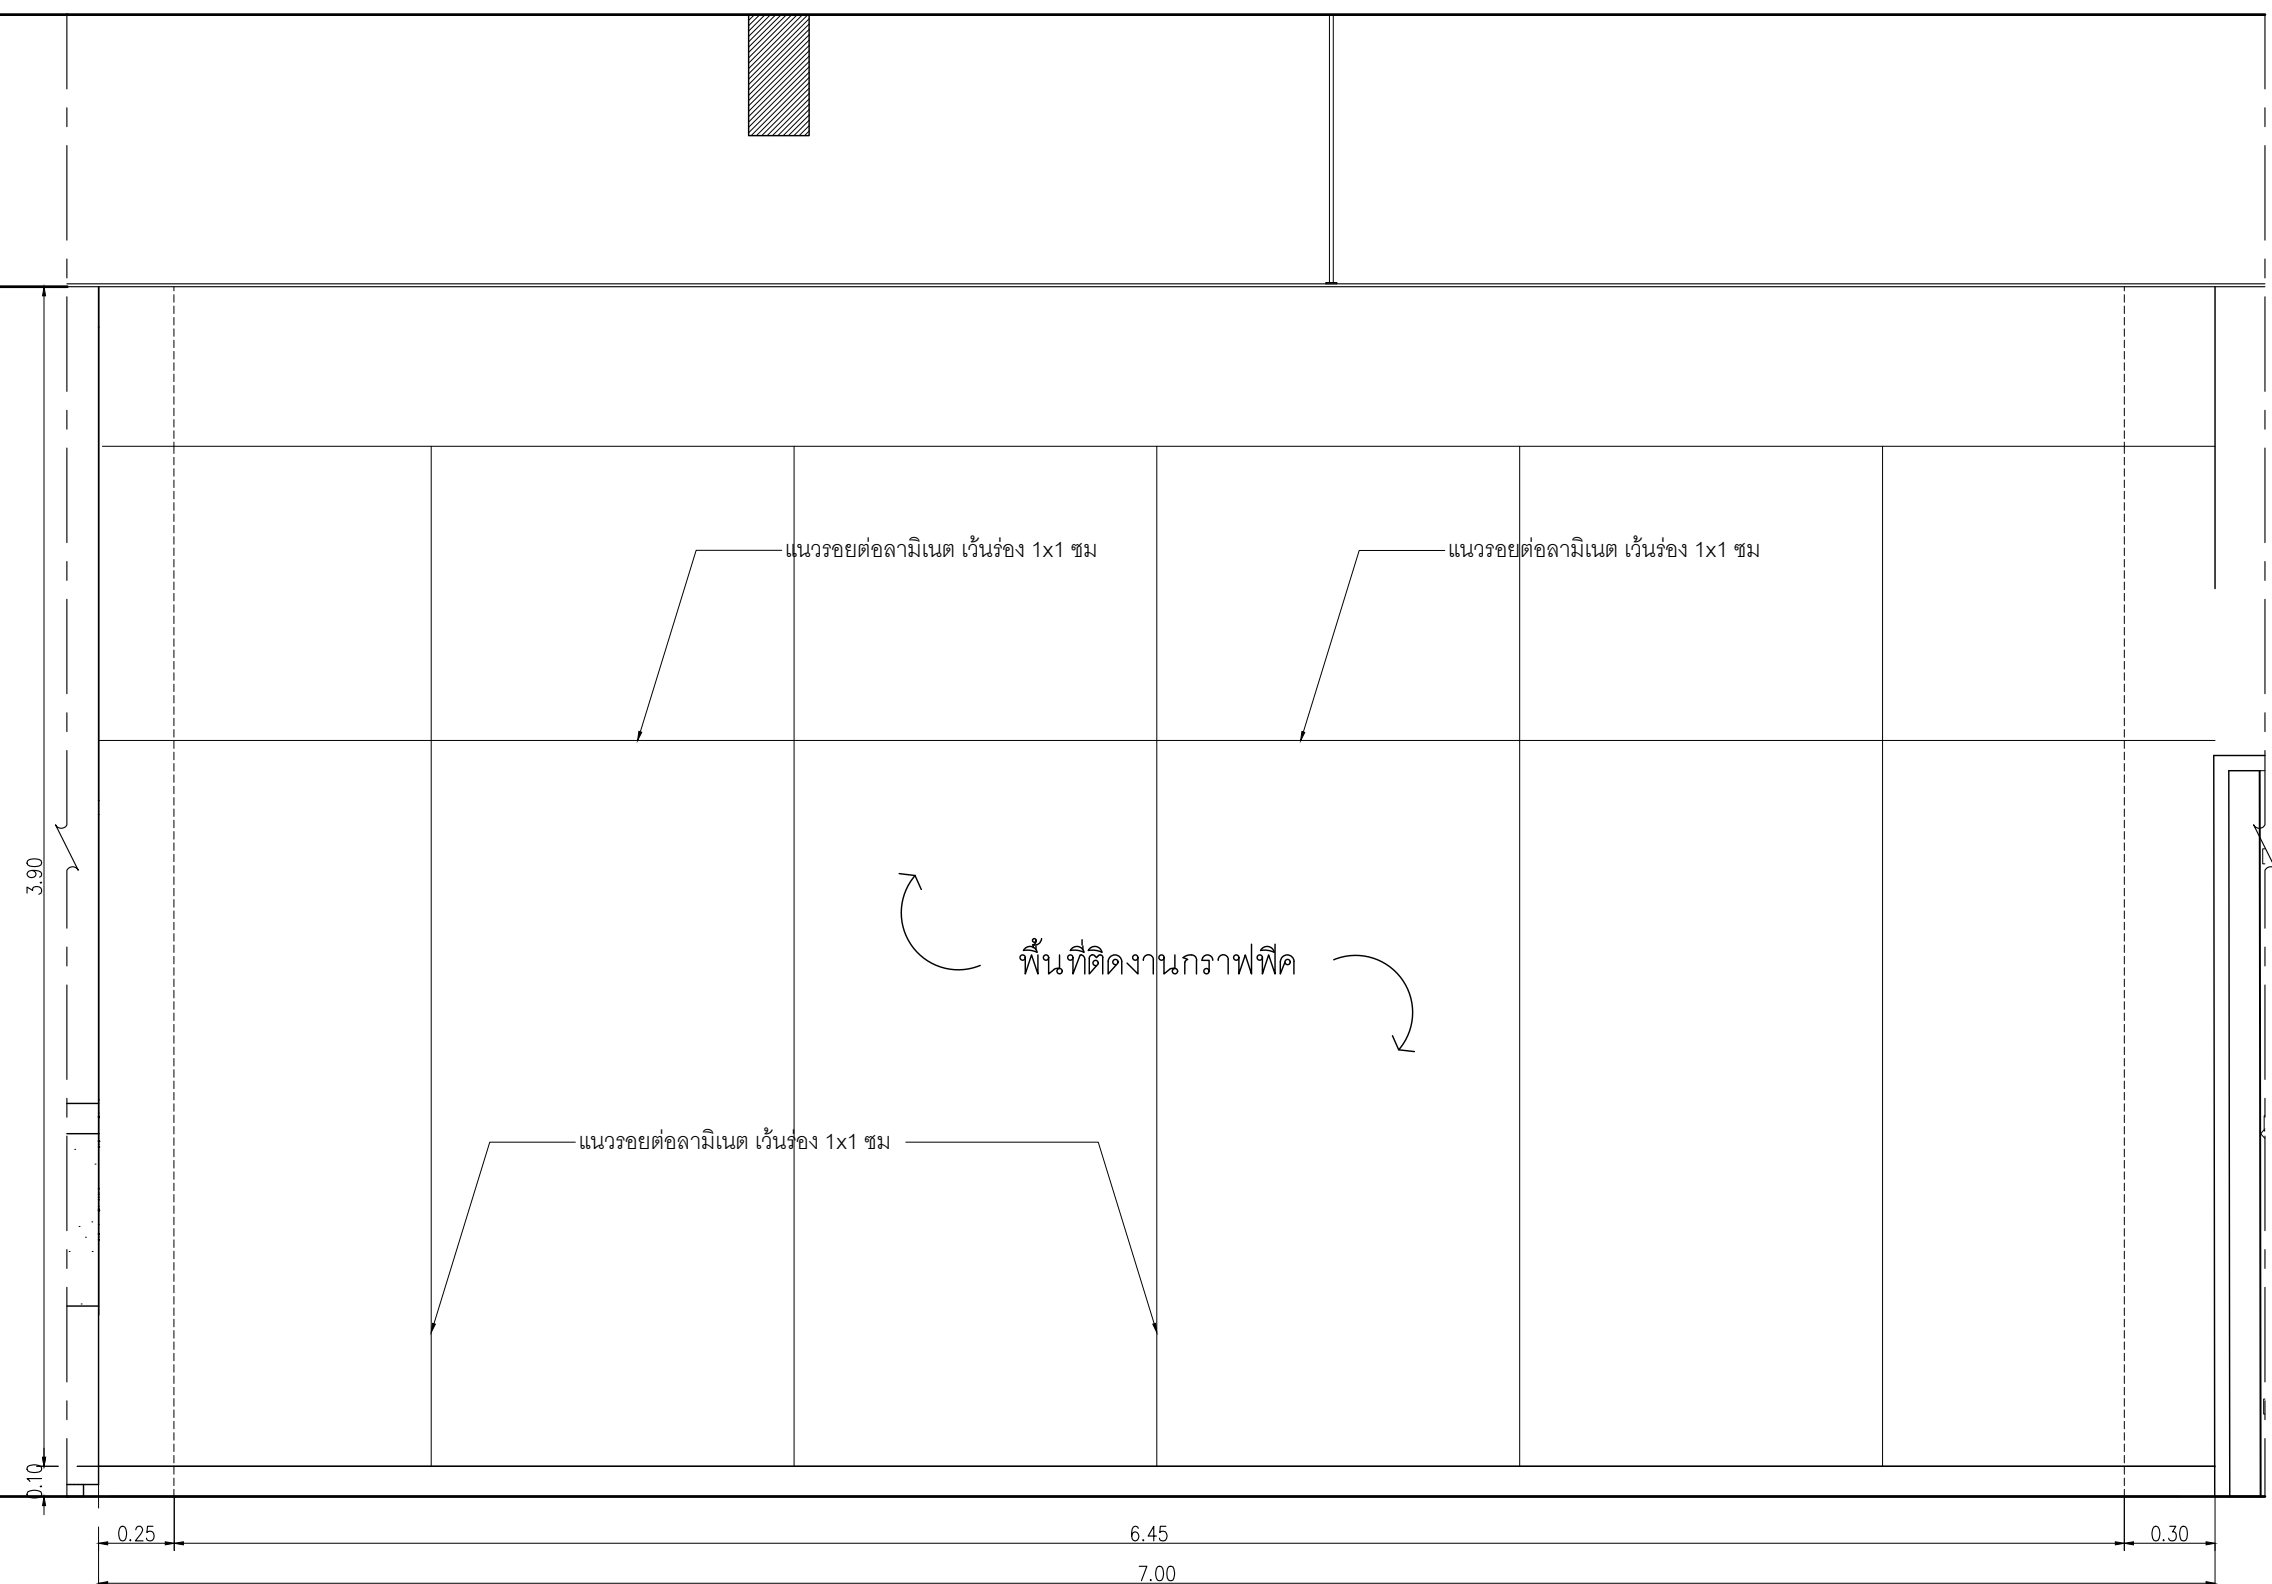 แนวรอยต่อลามิเนต เว้นร่อง 1x1 ซม
แนวรอยต่อลามิเนต เว้นร่อง 1x1 ซม
3.90
พื้นที่ติดงานกราฟฟิค
แนวรอยต่อลามิเนต เว้นร่อง 1x1 ซม
0.10
0.25
6.45
0.30
7.00